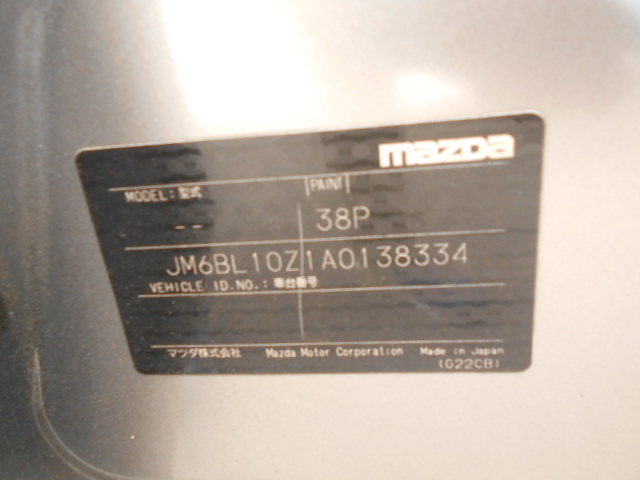 mazda
MODEL: 型式
PAINT
-- 38P
JM6BL10Z1A0138334
VEHICLE ID.NO.: 車台番号
マツダ株式会社 Mazda Motor Corporation Made in Japan
(G22CB)